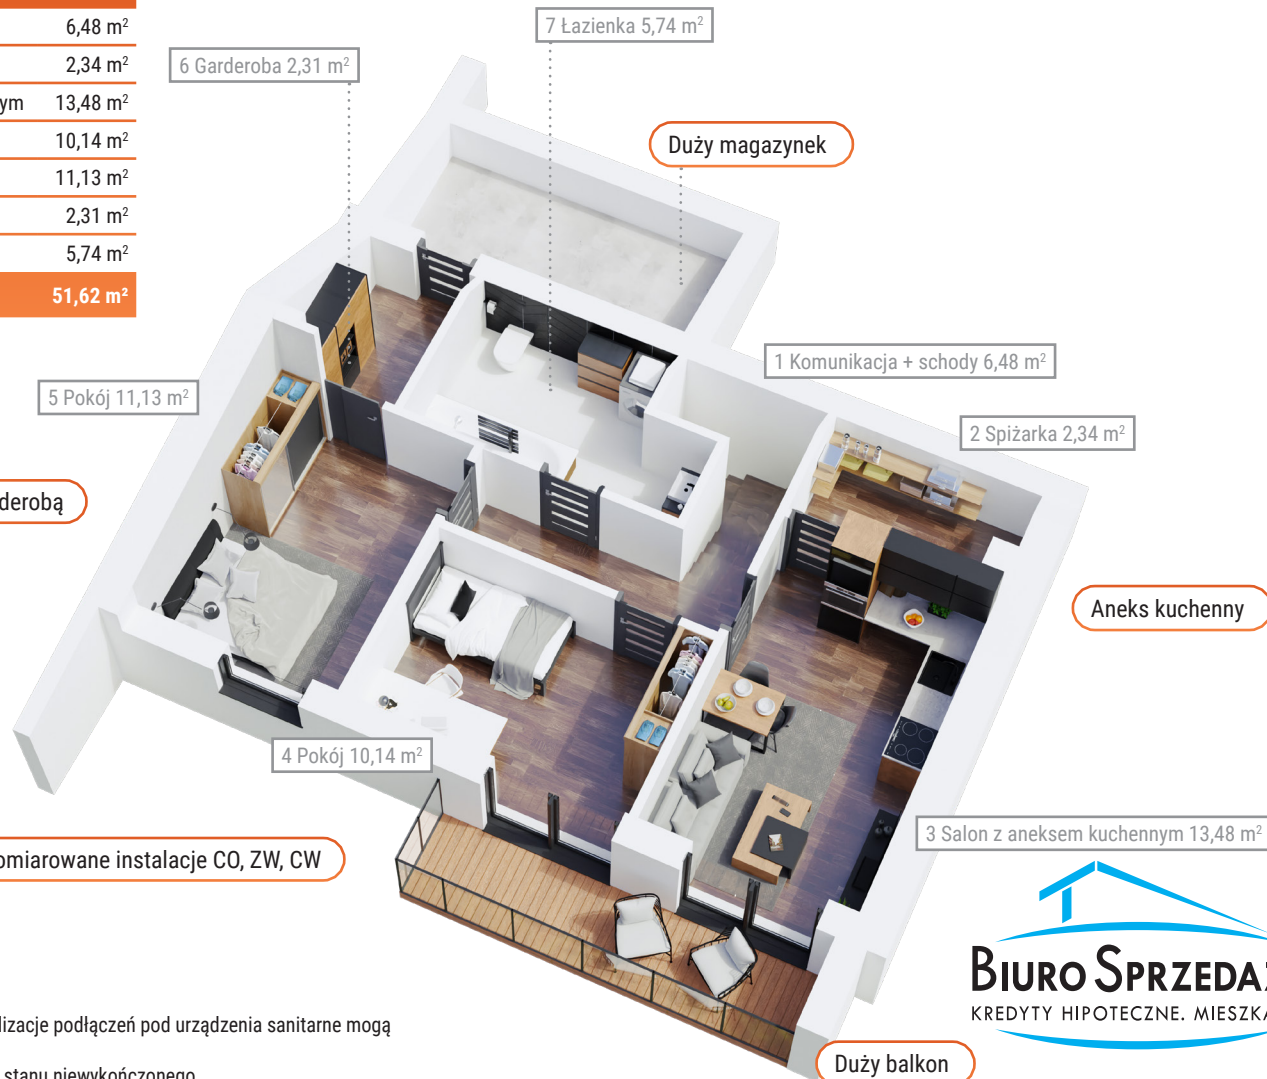 6,48 m²
2,34 m²
ym 13,48 m²
10,14 m²
11,13 m²
2,31 m²
5,74 m²
51,62 m²
7 Łazienka 5,74 m²
6 Garderoba 2,31 m²
Duży magazynek
1 Komunikacja + schody 6,48 m²
5 Pokój 11,13 m²
2 Spiżarka 2,34 m²
derobą
Aneks kuchenny
4 Pokój 10,14 m²
3 Salon z aneksem kuchennym 13,48 m²
omiarowane instalacje CO, ZW, CW
BIURO SPRZEDAŻ
KREDYTY HIPOTECZNE. MIESZKA
lizacje podłączeń pod urządzenia sanitarne mogą
Duży balkon
stanu niewykończonego